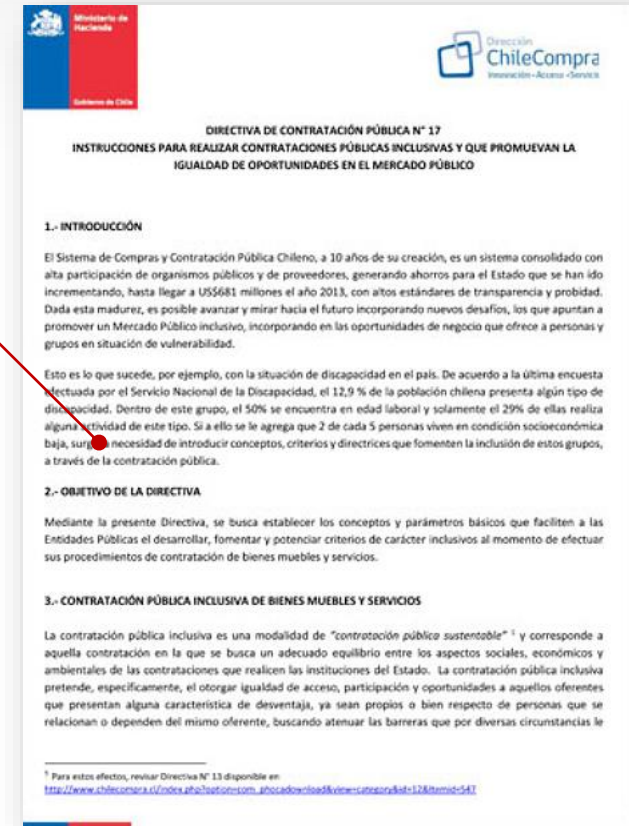 Ministerio de
Hacienda
Gobierno de Chile
Dirección
ChileCompra
Innovación - Acceso - Servicio
DIRECTIVA DE CONTRATACIÓN PÚBLICA N° 17
INSTRUCCIONES PARA REALIZAR CONTRATACIONES PÚBLICAS INCLUSIVAS Y QUE PROMUEVAN LA
IGUALDAD DE OPORTUNIDADES EN EL MERCADO PÚBLICO
1.- INTRODUCCIÓN
El Sistema de Compras y Contratación Pública Chileno, a 10 años de su creación, es un sistema consolidado con
alta participación de organismos públicos y de proveedores, generando ahorros para el Estado que se han ido
incrementando, hasta llegar a US$681 millones el año 2013, con altos estándares de transparencia y probidad.
Dada esta madurez, es posible avanzar y mirar hacia el futuro incorporando nuevos desafíos, los que apuntan a
promover un Mercado Público inclusivo, incorporando en las oportunidades de negocio que ofrece a personas y
grupos en situación de vulnerabilidad.
Esto es lo que sucede, por ejemplo, con la situación de discapacidad en el país. De acuerdo a la última encuesta
efectuada por el Servicio Nacional de la Discapacidad, el 12,9 % de la población chilena presenta algún tipo de
discapacidad. Dentro de este grupo, el 50% se encuentra en edad laboral y solamente el 29% de ellas realiza
alguna actividad de este tipo. Si a ello se le agrega que 2 de cada 5 personas viven en condición socioeconómica
baja, necesidad de introducir conceptos, criterios y directrices que fomenten la inclusión de estos grupos,
a través de la contratación pública.
2.- OBJETIVO DE LA DIRECTIVA
Mediante la presente Directiva, se busca establecer los conceptos y parámetros básicos que faciliten a las
Entidades Públicas el desarrollar, fomentar y potenciar criterios de carácter inclusivos al momento de efectuar
sus procedimientos de contratación de bienes muebles y servicios.
3.- CONTRATACIÓN PÚBLICA INCLUSIVA DE BIENES MUEBLES Y SERVICIOS
La contratación pública inclusiva es una modalidad de "contratación pública sustentable" 1 y corresponde a
aquella contratación en la que se busca un adecuado equilibrio entre los aspectos sociales, económicos y
ambientales de las contrataciones que realicen las instituciones del Estado. La contratación pública inclusiva
pretende, específicamente, el otorgar igualdad de acceso, participación y oportunidades a aquellos oferentes
que presentan alguna característica de desventaja, ya sean propios o bien respecto de personas que se
relacionan o dependen del mismo oferente, buscando atenuar las barreras que por diversas circunstancias le
1 Para estos efectos, revisar Directiva N° 13 disponible en
http://www.chilecompra.cl/index.php?option=com_phocadownload&view=category&id=12&Itemid=547